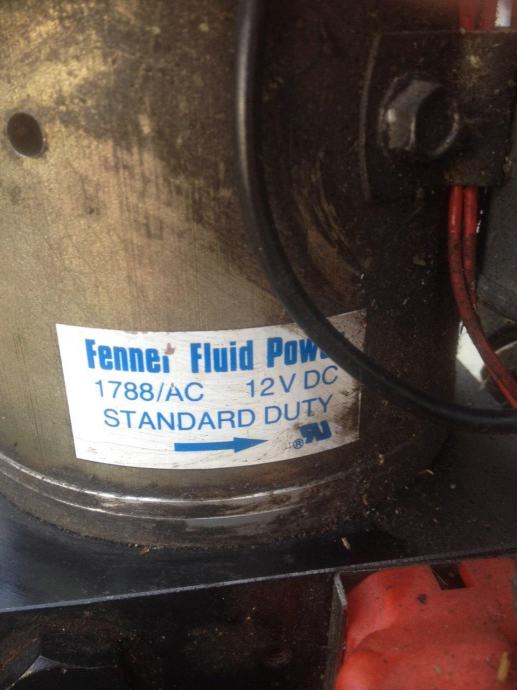 Fenner Fluid Pow
1788/AC 12V DC
STANDARD DUTY
®